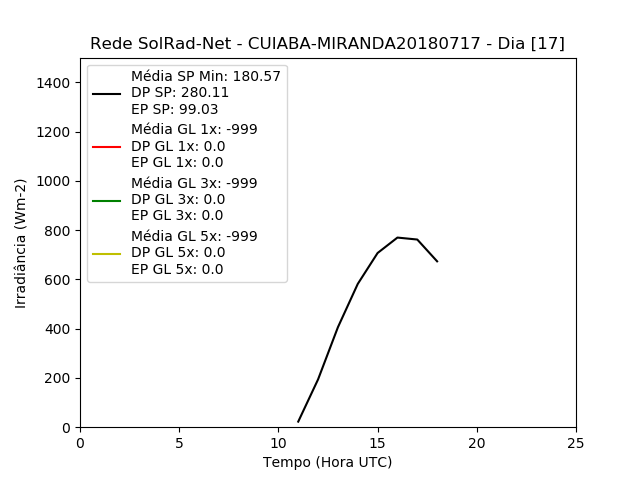 Rede SolRad-Net - CUIABA-MIRANDA20180717 - Dia [17]
Média SP Min: 180.57
DP SP: 280.11
EP SP: 99.03
Média GL 1x: -999
DP GL 1x: 0.0
EP GL 1x: 0.0
Média GL 3x: -999
DP GL 3x: 0.0
EP GL 3x: 0.0
Média GL 5x: -999
DP GL 5x: 0.0
EP GL 5x: 0.0
Irradiância (Wm-2)
1400
1200
1000
800
600
400
200
0
0 5 10 15 20 25
Tempo (Hora UTC)